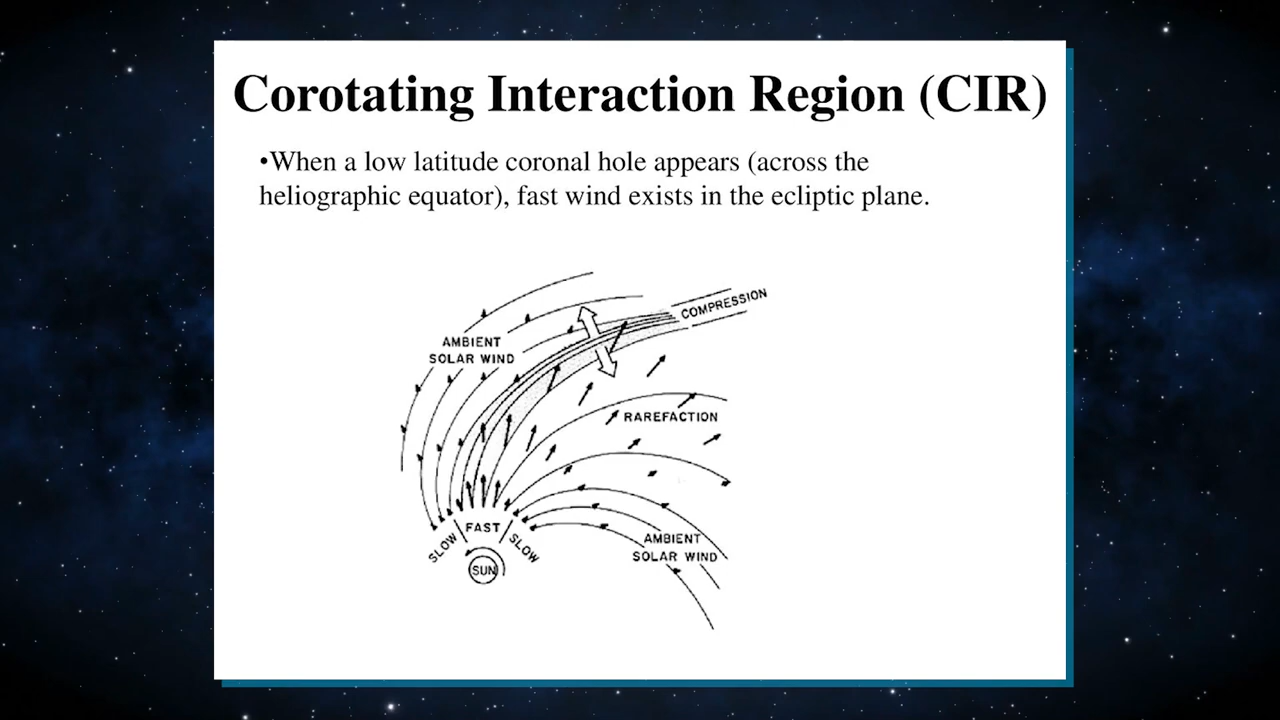 Corotating Interaction Region (CIR)
•When a low latitude coronal hole appears (across the
heliographic equator), fast wind exists in the ecliptic plane.
COMPRESSION
AMBIENT
SOLAR WIND
RAREFACTION
FAST
SLOW
SLOW
AMBIENT
SOLAR WIND
SUN